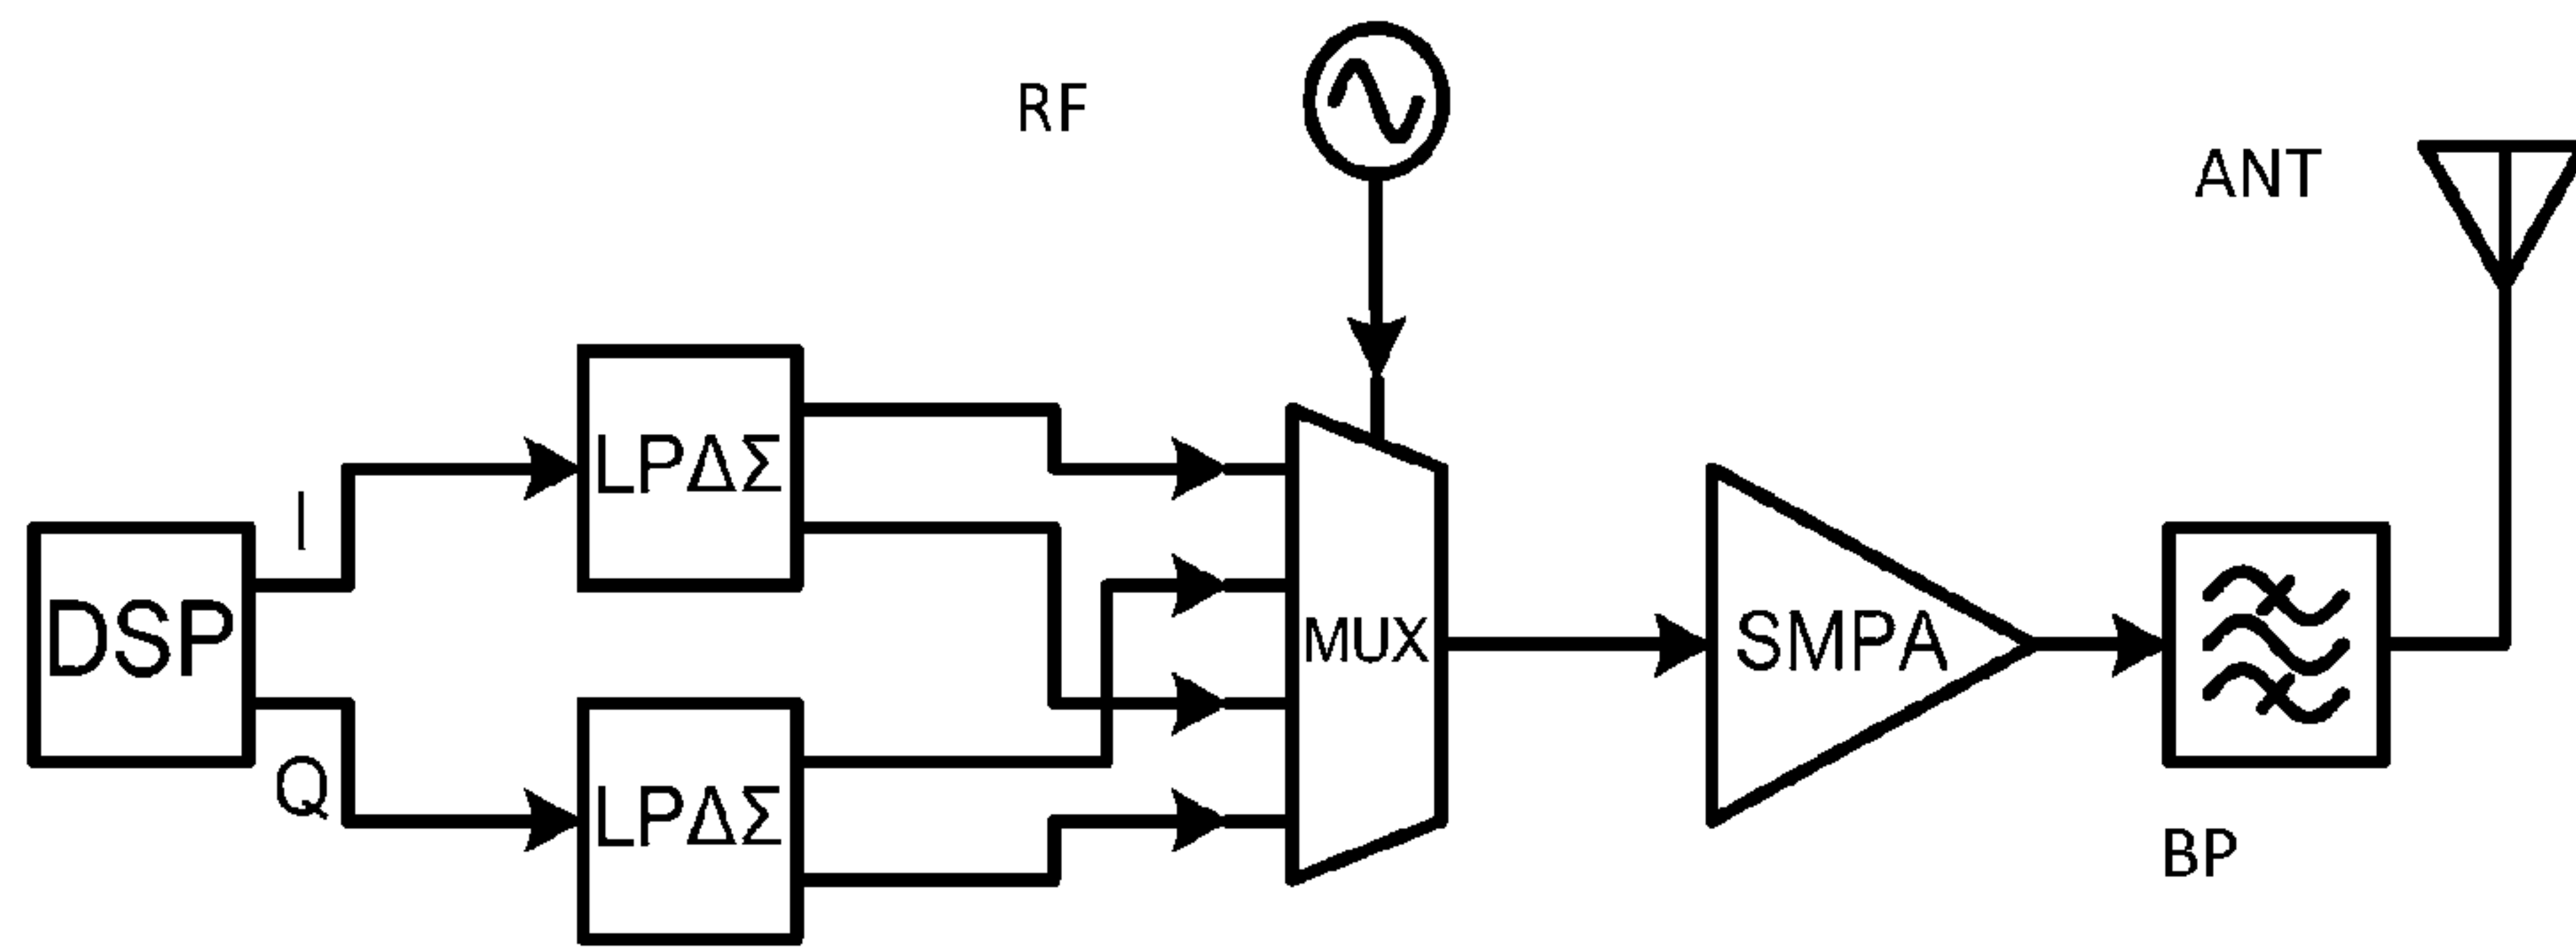 RF
ANT
I
LPΔΣ
DSP
MUX
SMPA
Q
LPΔΣ
BP